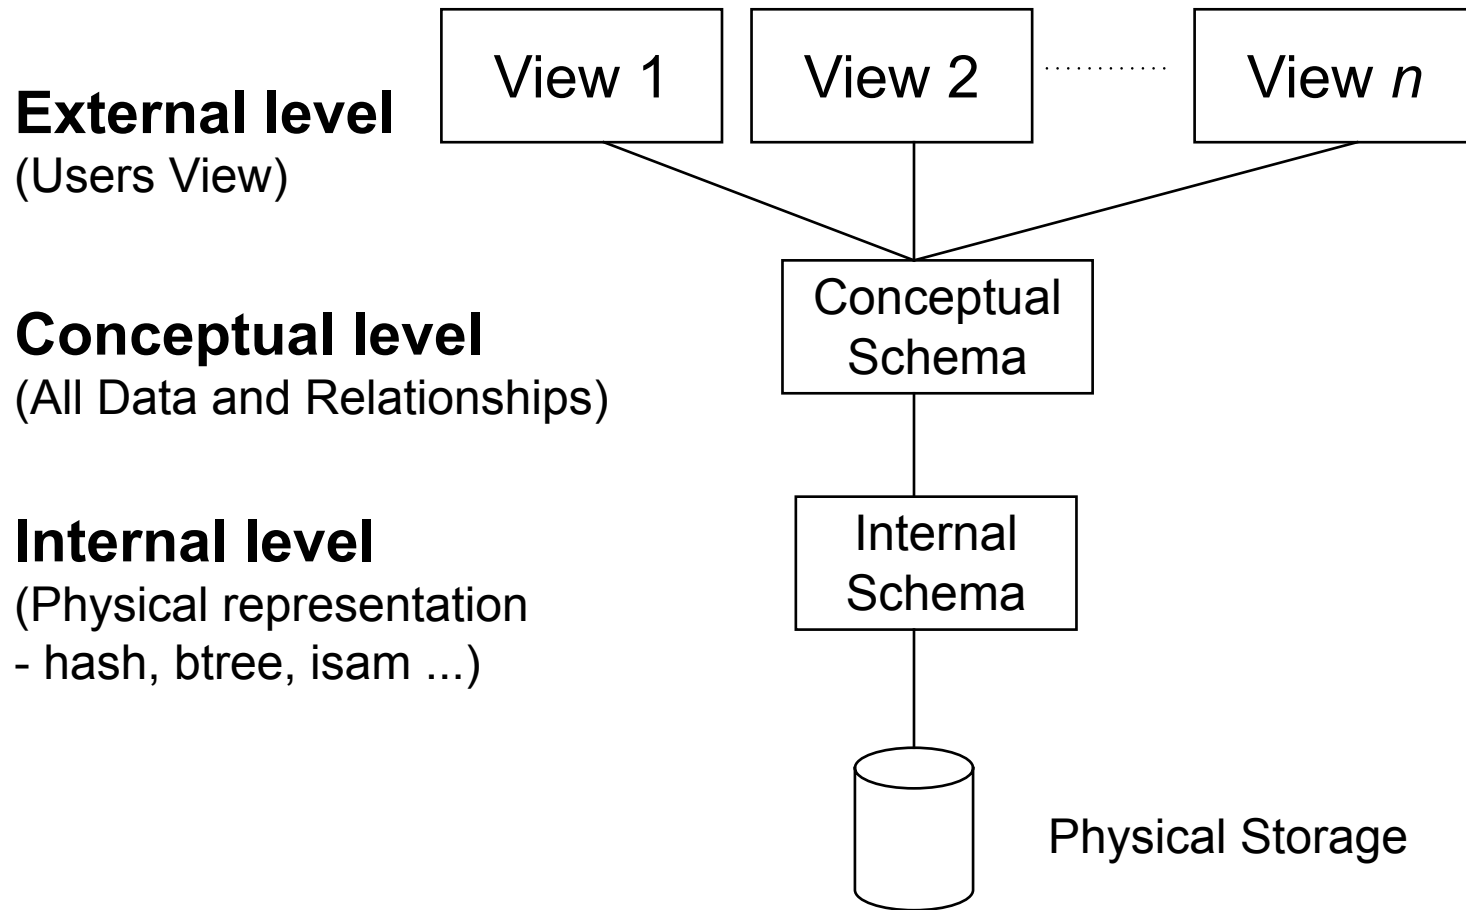 View 1
View 2
............
View n
External level
(Users View)
Conceptual
Schema
Conceptual level
(All Data and Relationships)
Internal
Schema
Internal level
(Physical representation
- hash, btree, isam ...)
Physical Storage